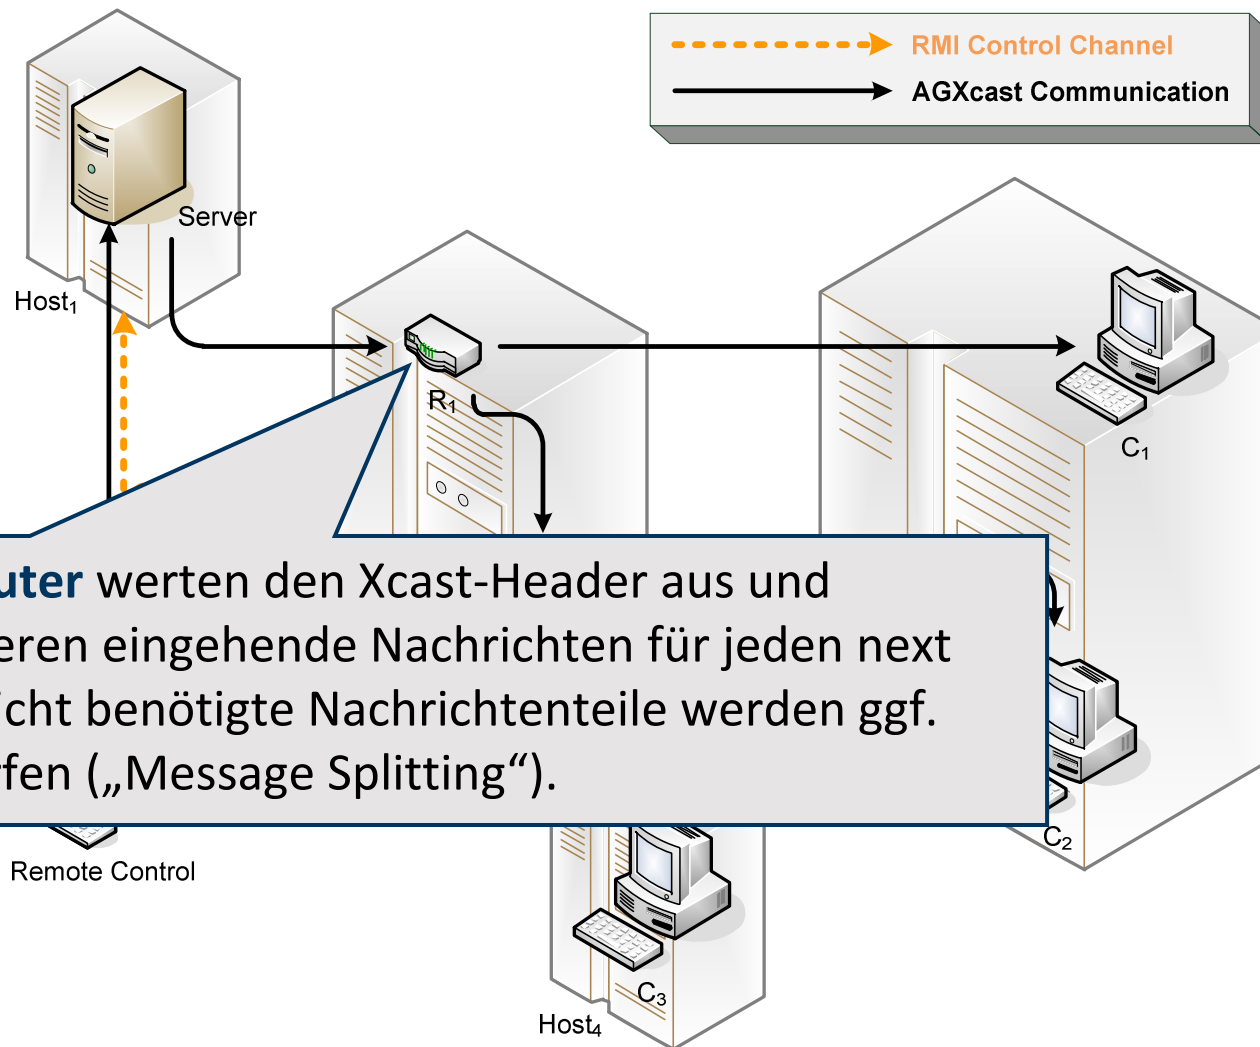 RMI Control Channel
AGXcast Communication
Server
Host₁
R₁
C₁
uter werten den Xcast-Header aus und
eren eingehende Nachrichten für jeden next
icht benötigte Nachrichtenteile werden ggf.
rfen („Message Splitting“).
C₂
Remote Control
C₃
Host₄